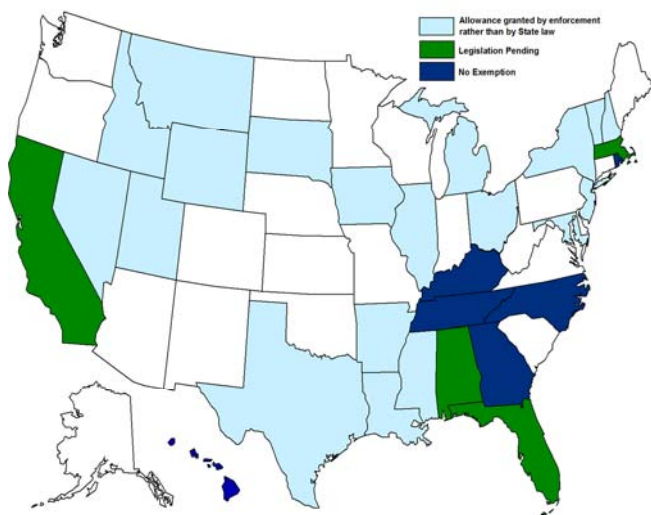 Allowance granted by enforcement
rather than by State law
Legislation Pending
No Exemption